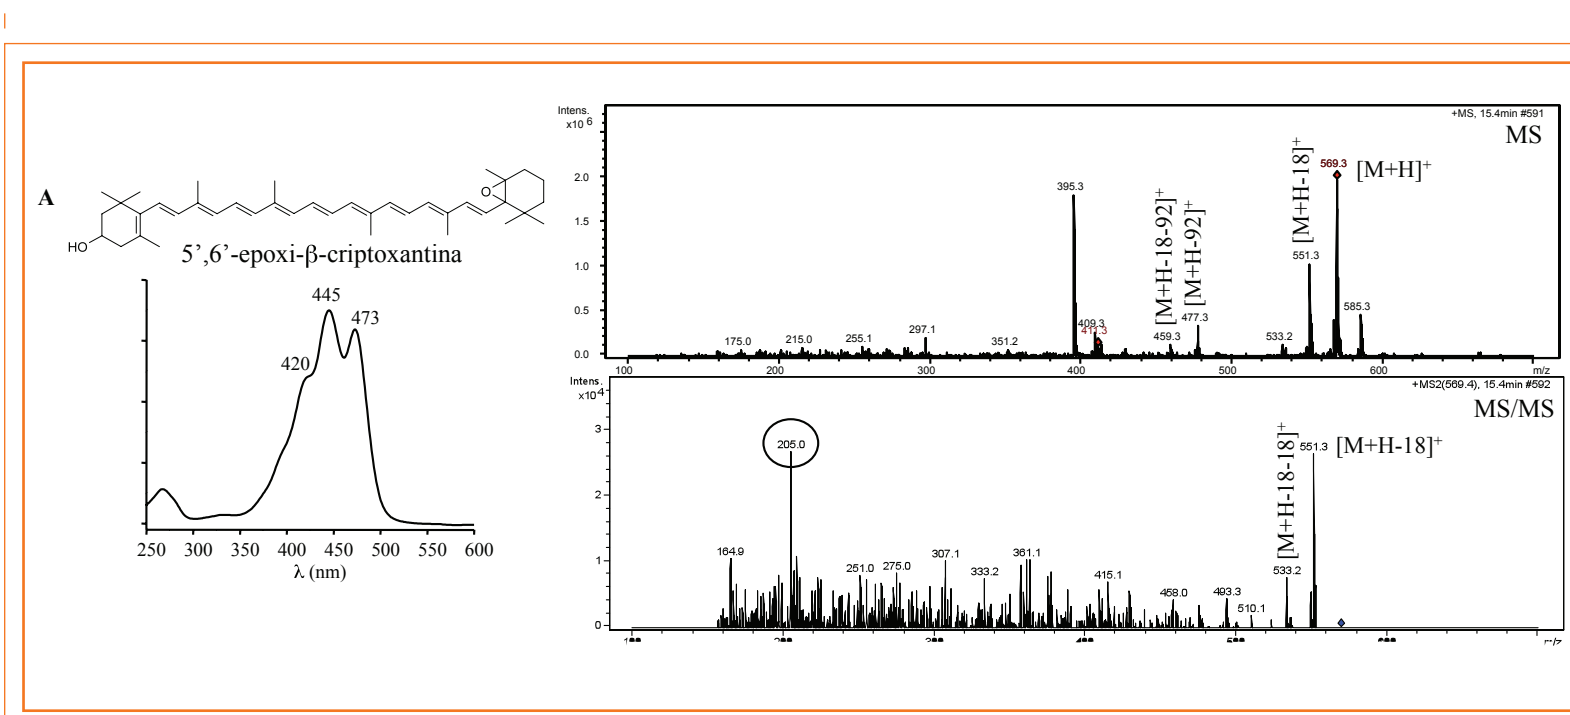 A
HO
O
5’,6’-epoxi-β-criptoxantina
445
473
420
250 300 350 400 450 500 550 600
λ (nm)
Intens.
x10 6
+MS, 15.4min #591
MS
2.0
1.5
1.0
0.5
0.0
175.0
215.0
255.1
297.1
351.2
395.3
409.3
411.3
459.3
[M+H-18-92]+
477.3
[M+H-92]+
533.2
551.3
[M+H-18]+
569.3
[M+H]+
585.3
100 200 300 400 500 600 m/z
Intens.
x10 4
+MS2(569.4), 15.4min #592
MS/MS
3
2
1
0
164.9
205.0
251.0
275.0
307.1
333.2
361.1
415.1
458.0
493.3
510.1
533.2
[M+H-18-18]+
551.3
[M+H-18]+